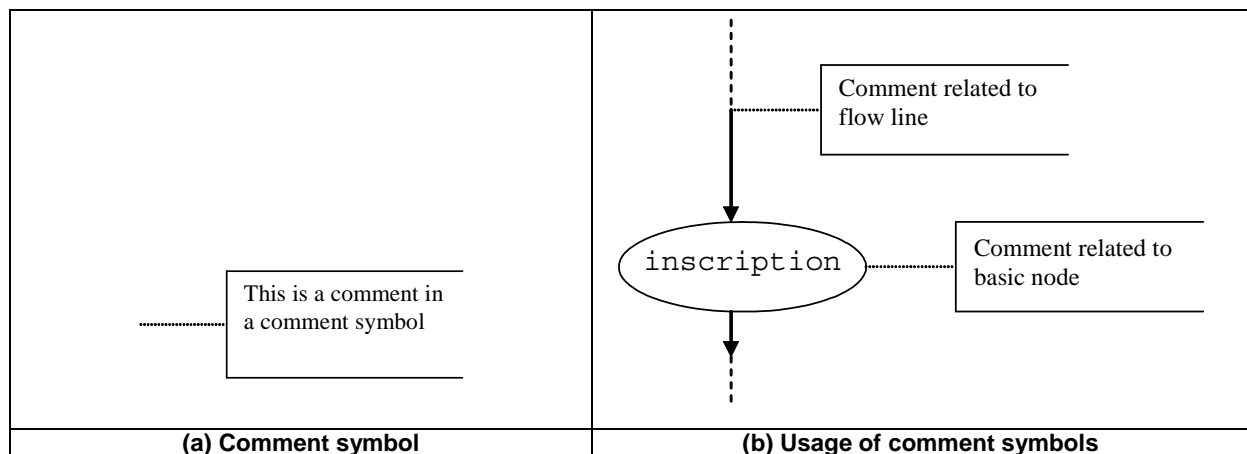 This is a comment in
a comment symbol
(a) Comment symbol
Comment related to
flow line
inscription
Comment related to
basic node
(b) Usage of comment symbols